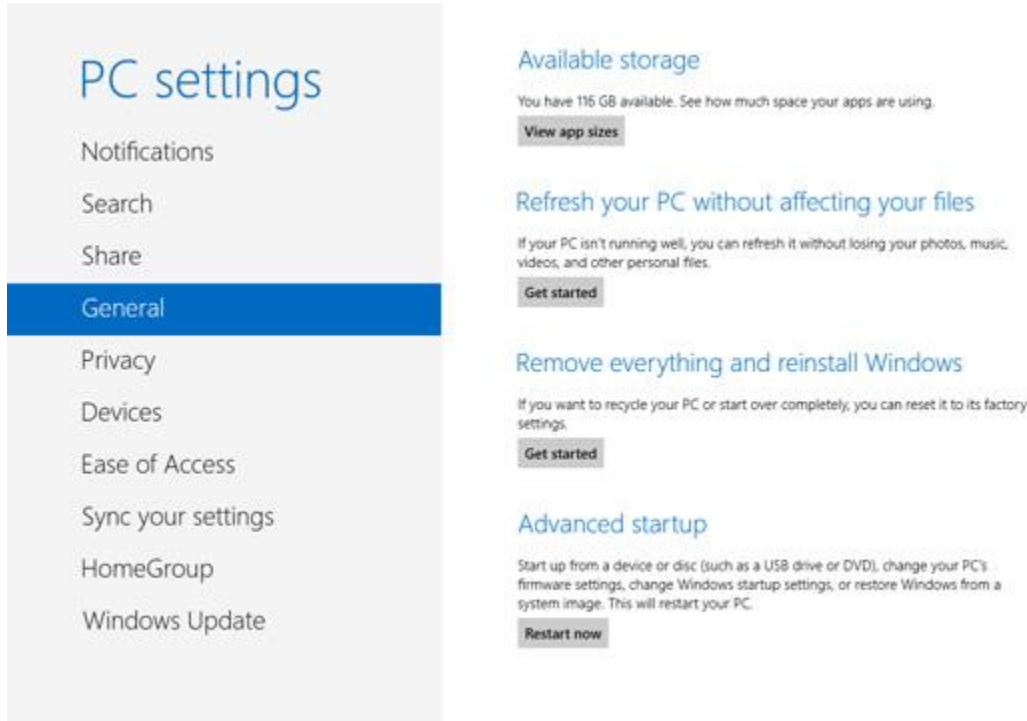 PC settings
Notifications
Search
Share
General
Privacy
Devices
Ease of Access
Sync your settings
HomeGroup
Windows Update
Available storage
You have 116 GB available. See how much space your apps are using.
View app sizes
Refresh your PC without affecting your files
If your PC isn't running well, you can refresh it without losing your photos, music,
videos, and other personal files.
Get started
Remove everything and reinstall Windows
If you want to recycle your PC or start over completely, you can reset it to its factory
settings.
Get started
Advanced startup
Start up from a device or disc (such as a USB drive or DVD), change your PC's
firmware settings, change Windows startup settings, or restore Windows from a
system image. This will restart your PC.
Restart now